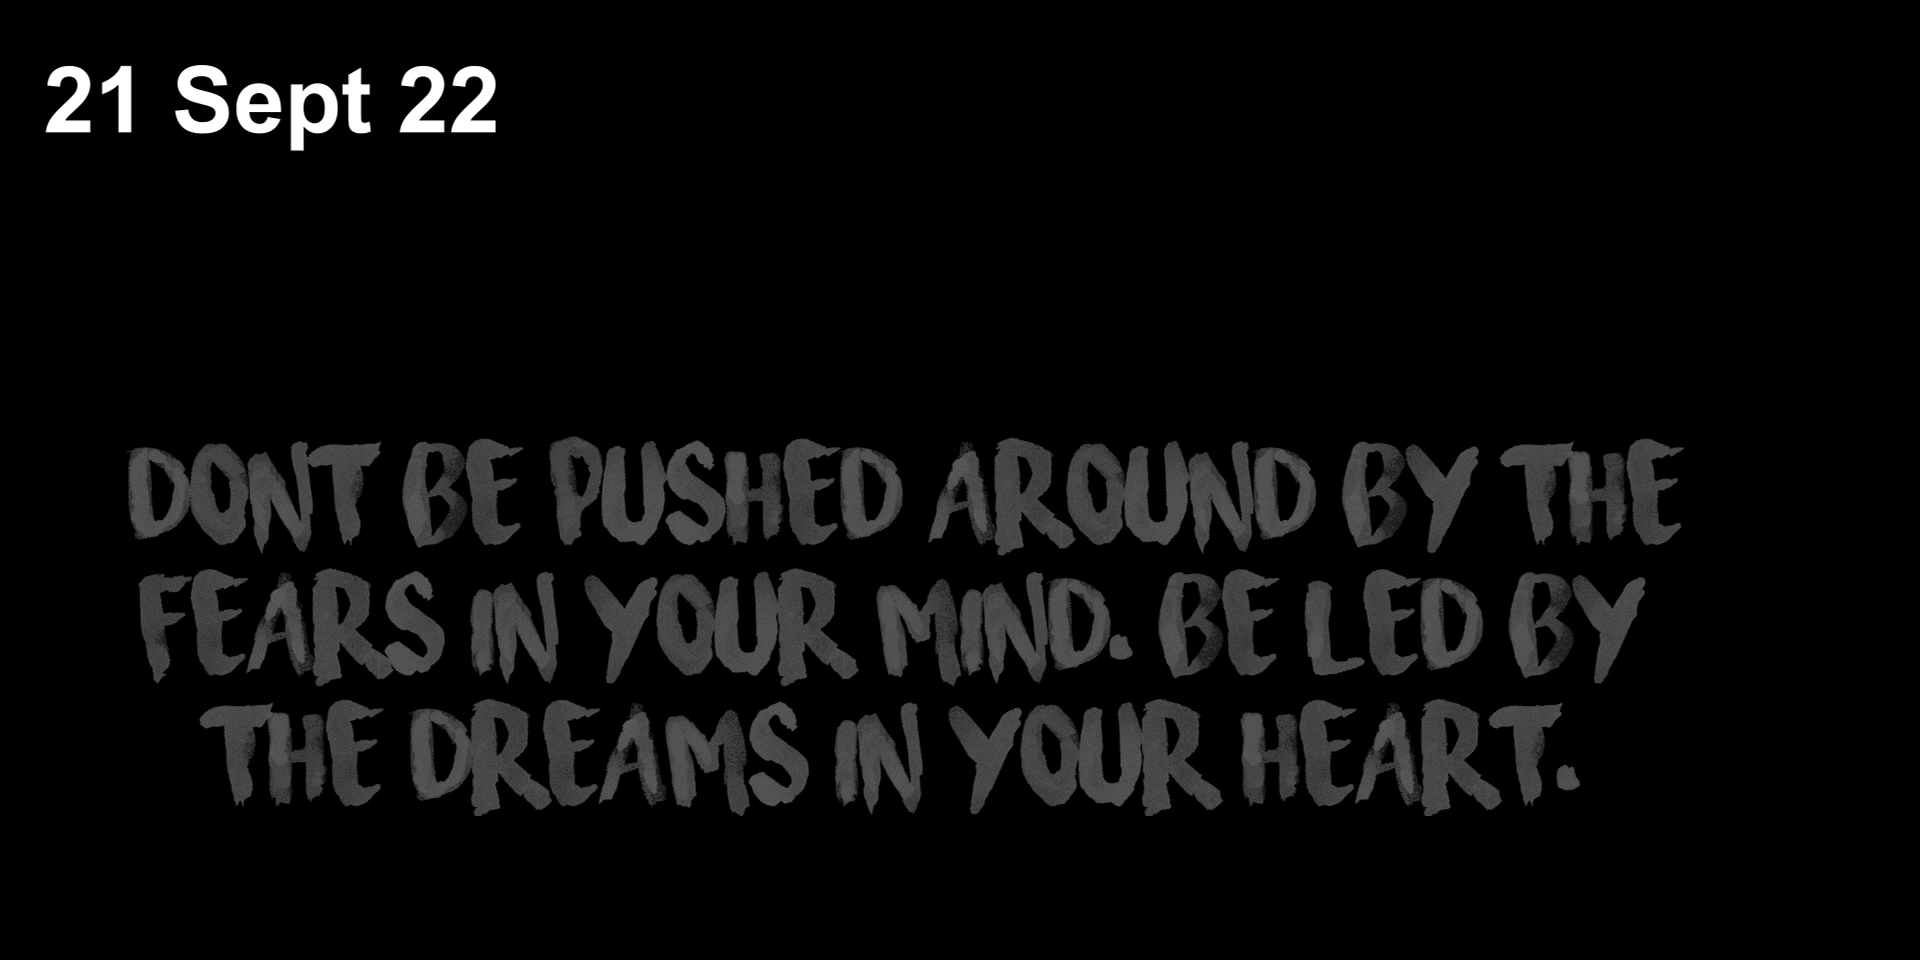 21 Sept 22
DONT BE PUSHED AROUND BY THE
FEARS IN YOUR MIND. BE LED BY
THE DREAMS IN YOUR HEART.